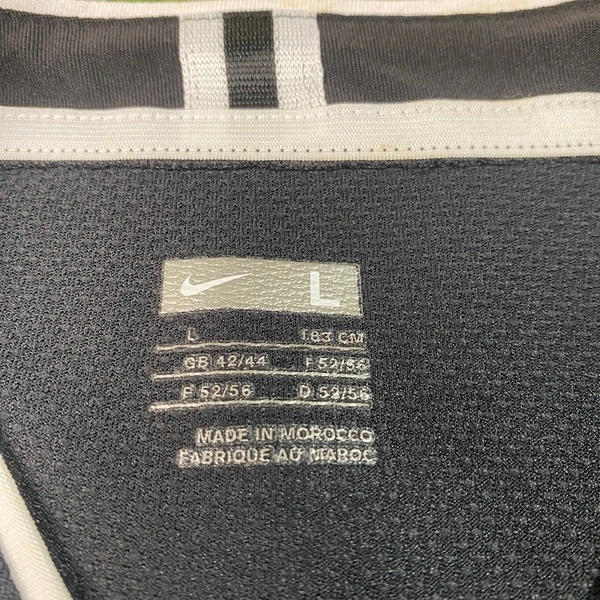 L
L 183 CM
GB 42/44 I 52/56
F 52/56 D 52/56
MADE IN MOROCCO
FABRIQUE AU MAROC